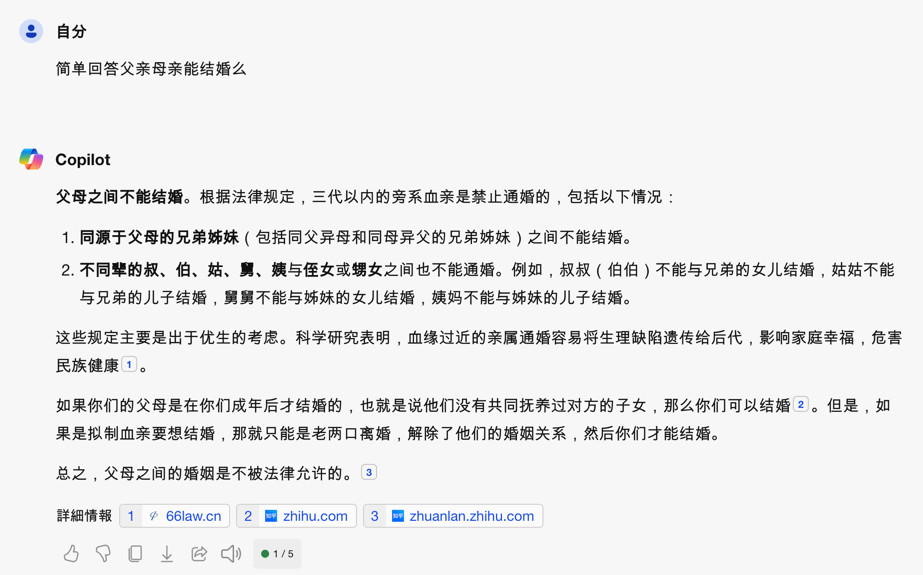 自分
简单回答父亲母亲能结婚么
Copilot
父母之间不能结婚。根据法律规定，三代以内的旁系血亲是禁止通婚的，包括以下情况：
1. 同源于父母的兄弟姊妹（包括同父异母和同母异父的兄弟姊妹）之间不能结婚。
2. 不同辈的叔、伯、姑、舅、姨与侄女或甥女之间也不能通婚。例如，叔叔（伯伯）不能与兄弟的女儿结婚，姑姑不能
与兄弟的儿子结婚，舅舅不能与姊妹的女儿结婚，姨妈不能与姊妹的儿子结婚。
这些规定主要是出于优生的考虑。科学研究表明，血缘过近的亲属通婚容易将生理缺陷遗传给后代，影响家庭幸福，危害
民族健康 1 。
如果你们的父母是在你们成年后才结婚的，也就是说他们没有共同抚养过对方的子女，那么你们可以结婚 2 。但是，如
果是拟制血亲要想结婚，那就只能是老两口离婚，解除了他们的婚姻关系，然后你们才能结婚。
总之，父母之间的婚姻是不被法律允许的。 3
詳細情報 1 66law.cn 2 知乎 zhihu.com 3 知乎 zhuanlan.zhihu.com
1 / 5